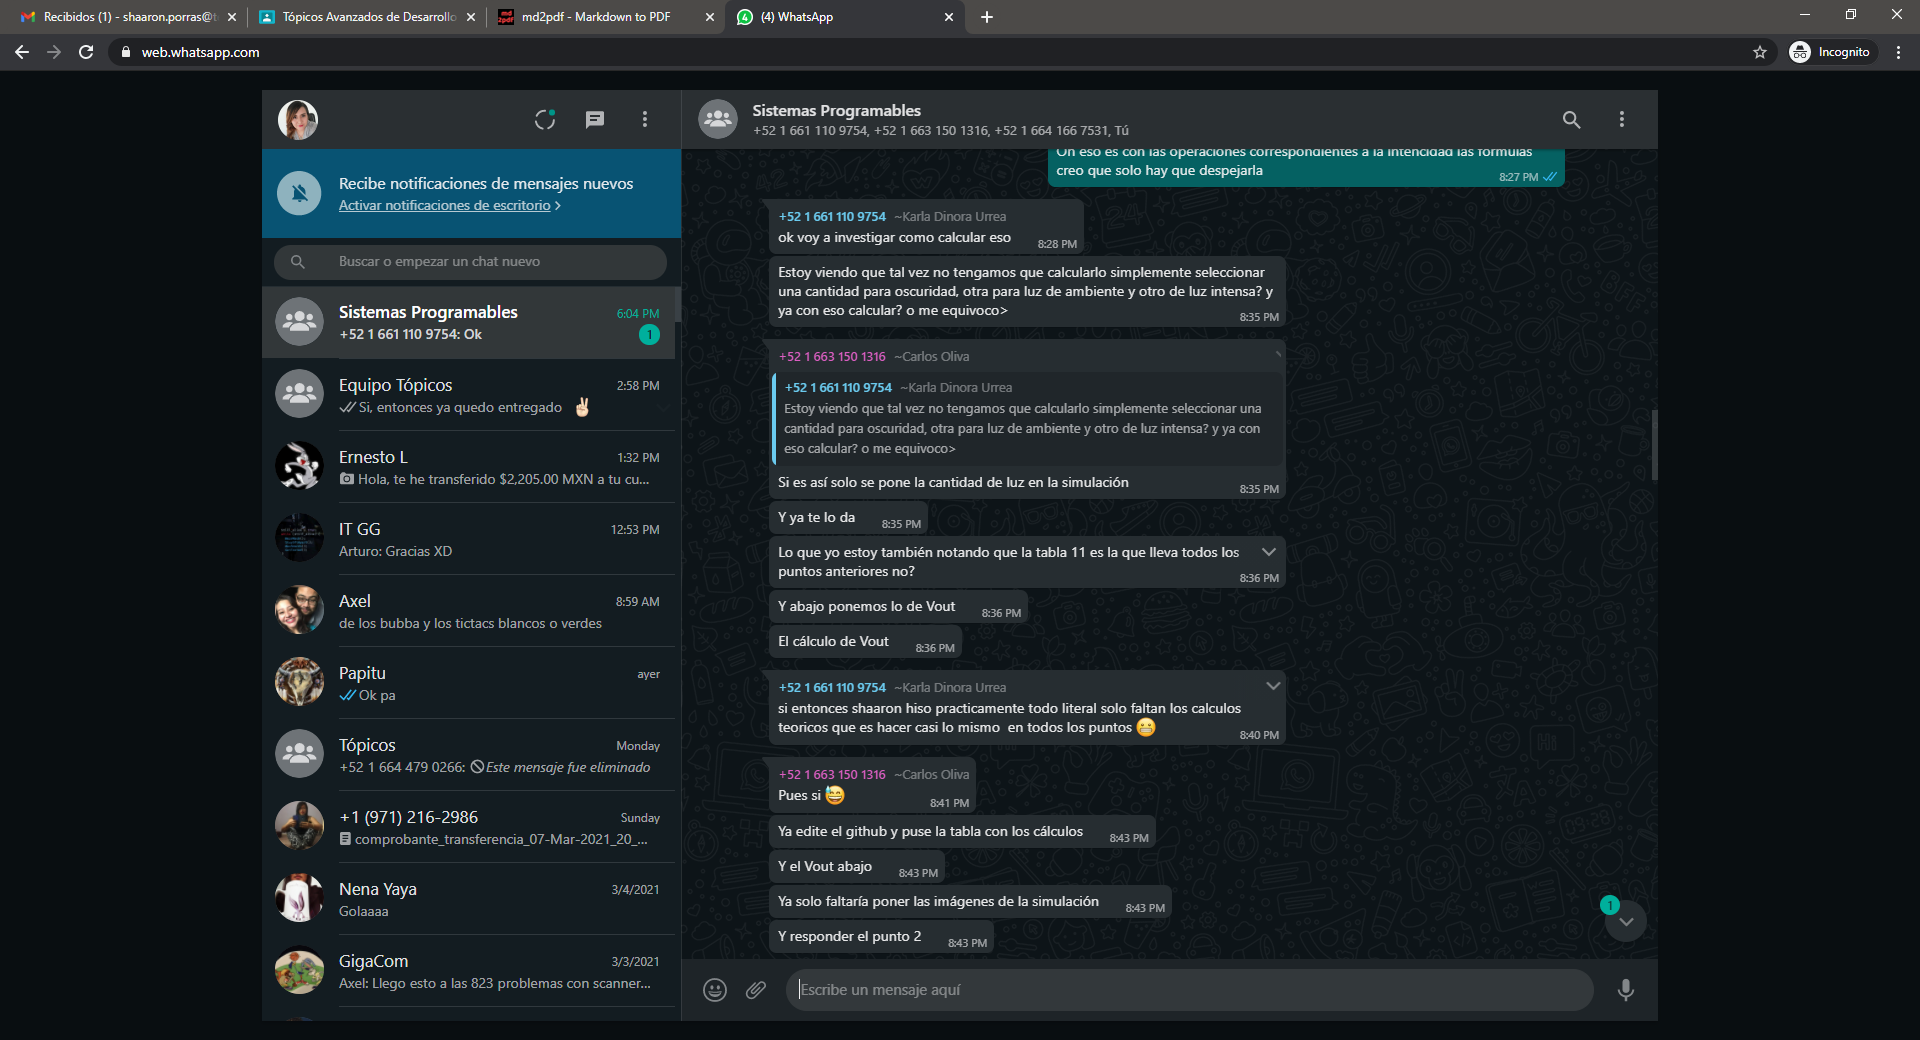 Recibidos (1) - shaaron.porras@t
Tópicos Avanzados de Desarrollo
md2pdf - Markdown to PDF
(4) WhatsApp
web.whatsapp.com
Incognito
Recibe notificaciones de mensajes nuevos
Activar notificaciones de escritorio >
Buscar o empezar un chat nuevo
Sistemas Programables
6:04 PM
+52 1 661 110 9754: Ok
1
Equipo Tópicos
2:58 PM
Si, entonces ya quedo entregado ✌🏻
Ernesto L
1:32 PM
Hola, te he transferido $2,205.00 MXN a tu cu...
IT GG
12:53 PM
Arturo: Gracias XD
Axel
8:59 AM
de los bubba y los tictacs blancos o verdes
Papitu
ayer
Ok pa
Tópicos
Monday
+52 1 664 479 0266: Este mensaje fue eliminado
+1 (971) 216-2986
Sunday
comprobante_transferencia_07-Mar-2021_20_...
Nena Yaya
3/4/2021
Golaaaa
GigaCom
3/3/2021
Axel: Llego esto a las 823 problemas con scanner...
Sistemas Programables
+52 1 661 110 9754, +52 1 663 150 1316, +52 1 664 166 7531, Tú
Oh eso es con las operaciones correspondientes a la intencidad las formulas
creo que solo hay que despejarla
8:27 PM
+52 1 661 110 9754 ~Karla Dinora Urrea
ok voy a investigar como calcular eso
8:28 PM
Estoy viendo que tal vez no tengamos que calcularlo simplemente seleccionar
una cantidad para oscuridad, otra para luz de ambiente y otro de luz intensa? y
ya con eso calcular? o me equivoco>
8:35 PM
+52 1 663 150 1316 ~Carlos Oliva
+52 1 661 110 9754 ~Karla Dinora Urrea
Estoy viendo que tal vez no tengamos que calcularlo simplemente seleccionar una
cantidad para oscuridad, otra para luz de ambiente y otro de luz intensa? y ya con
eso calcular? o me equivoco>
Si es así solo se pone la cantidad de luz en la simulación
8:35 PM
Y ya te lo da
8:35 PM
Lo que yo estoy también notando que la tabla 11 es la que lleva todos los
puntos anteriores no?
8:36 PM
Y abajo ponemos lo de Vout
8:36 PM
El cálculo de Vout
8:36 PM
+52 1 661 110 9754 ~Karla Dinora Urrea
si entonces shaaron hiso practicamente todo literal solo faltan los calculos
teoricos que es hacer casi lo mismo en todos los puntos 😬
8:40 PM
+52 1 663 150 1316 ~Carlos Oliva
Pues si 😅
8:41 PM
Ya edite el github y puse la tabla con los cálculos
8:43 PM
Y el Vout abajo
8:43 PM
Ya solo faltaría poner las imágenes de la simulación
8:43 PM
Y responder el punto 2
8:43 PM
1
Escribe un mensaje aquí